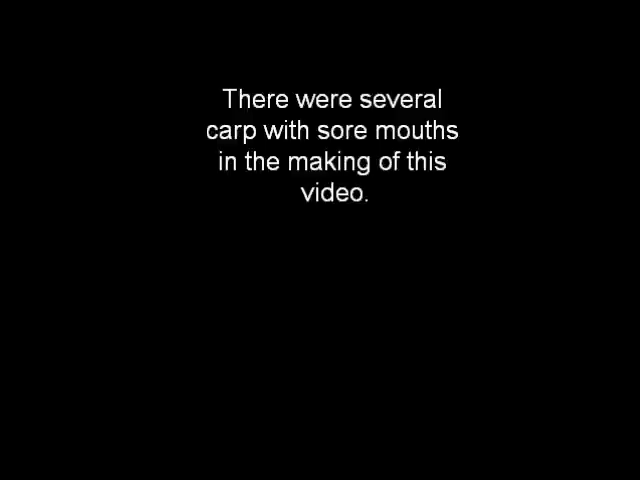 There were several
carp with sore mouths
in the making of this
video.